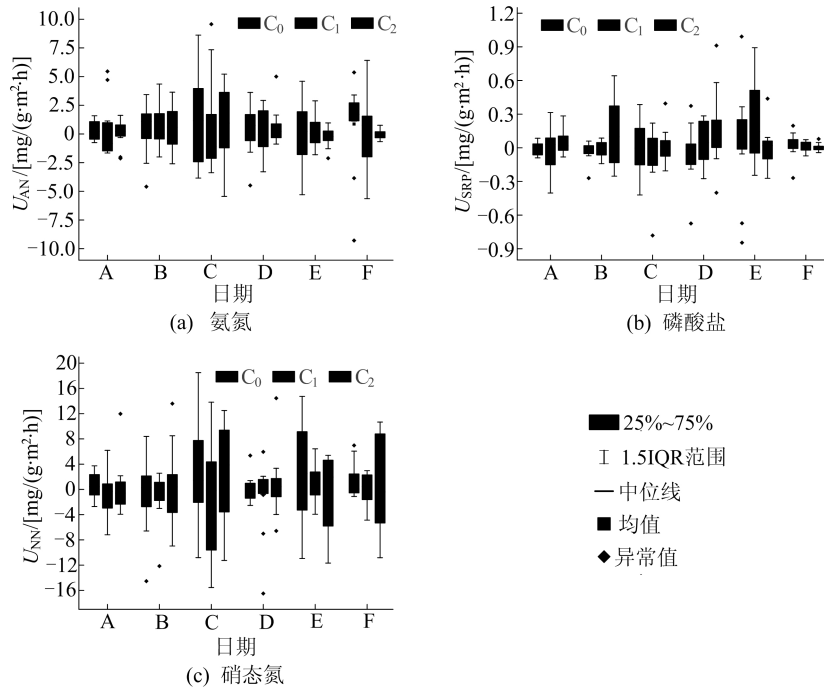 C₀ C₁ C₂
10.0
7.5
5.0
2.5
0
−2.5
−5.0
−7.5
−10.0
U_AN/[mg/(g·m²·h)]
A B C D E F
日期
(a) 氨氮
C₀ C₁ C₂
1.2
0.9
0.6
0.3
0
−0.3
−0.6
−0.9
U_SRP/[mg/(g·m²·h)]
A B C D E F
日期
(b) 磷酸盐
C₀ C₁ C₂
20
16
12
8
4
0
−4
−8
−12
−16
U_NN/[mg/(g·m²·h)]
A B C D E F
日期
(c) 硝态氮
25%~75%
1.5IQR范围
中位线
均值
异常值